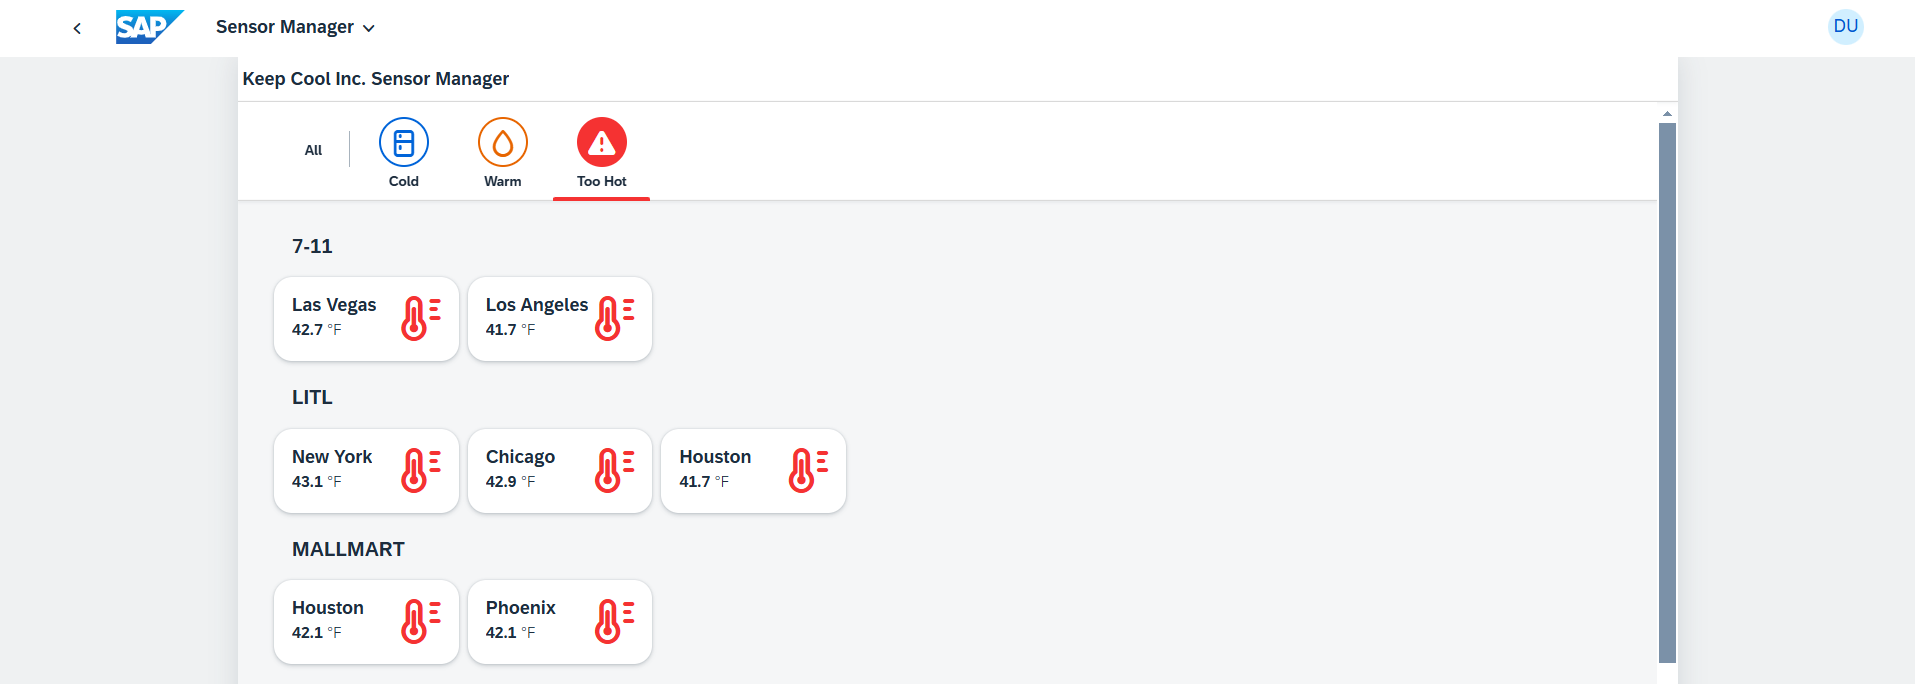 SAP
Sensor Manager
DU
Keep Cool Inc. Sensor Manager
All
Cold
Warm
Too Hot
7-11
Las Vegas
42.7 °F
Los Angeles
41.7 °F
LITL
New York
43.1 °F
Chicago
42.9 °F
Houston
41.7 °F
MALLMART
Houston
42.1 °F
Phoenix
42.1 °F